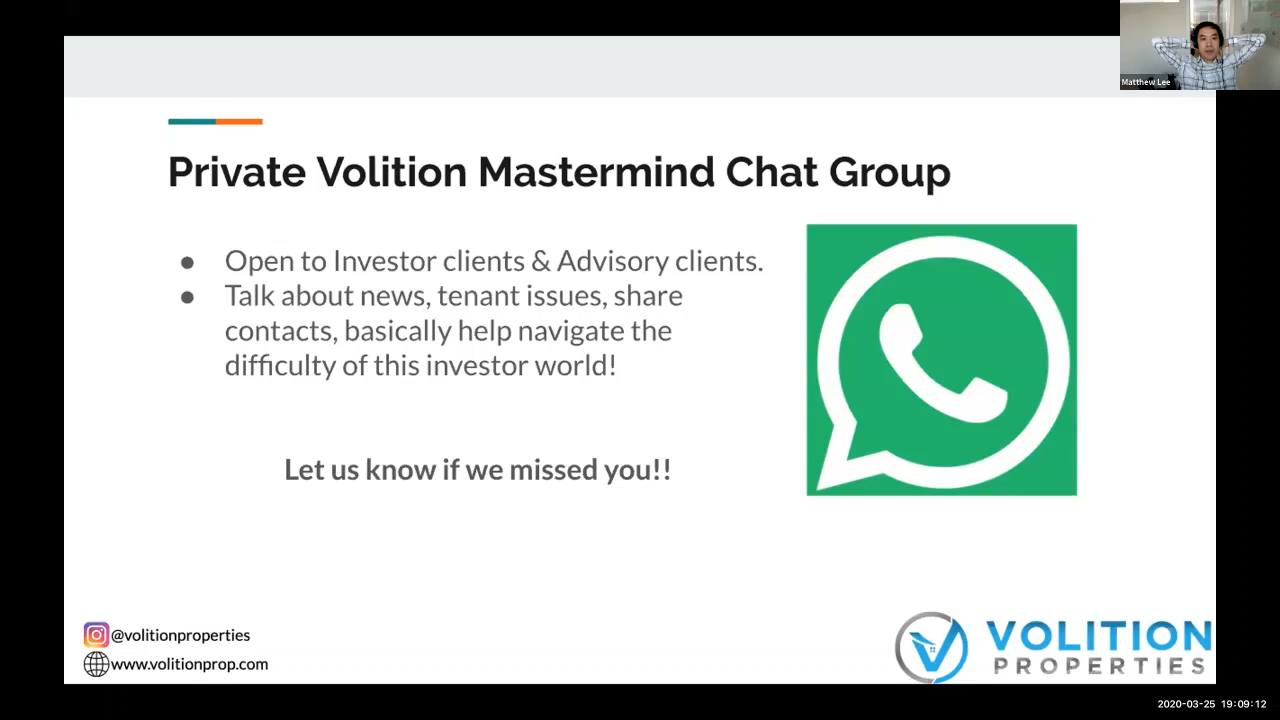 Matthew Lee
Private Volition Mastermind Chat Group
● Open to Investor clients & Advisory clients.
● Talk about news, tenant issues, share
contacts, basically help navigate the
difficulty of this investor world!
Let us know if we missed you!!
@volitionproperties
www.volitionprop.com
VOLITION
PROPERTIES
2020-03-25 19:09:12